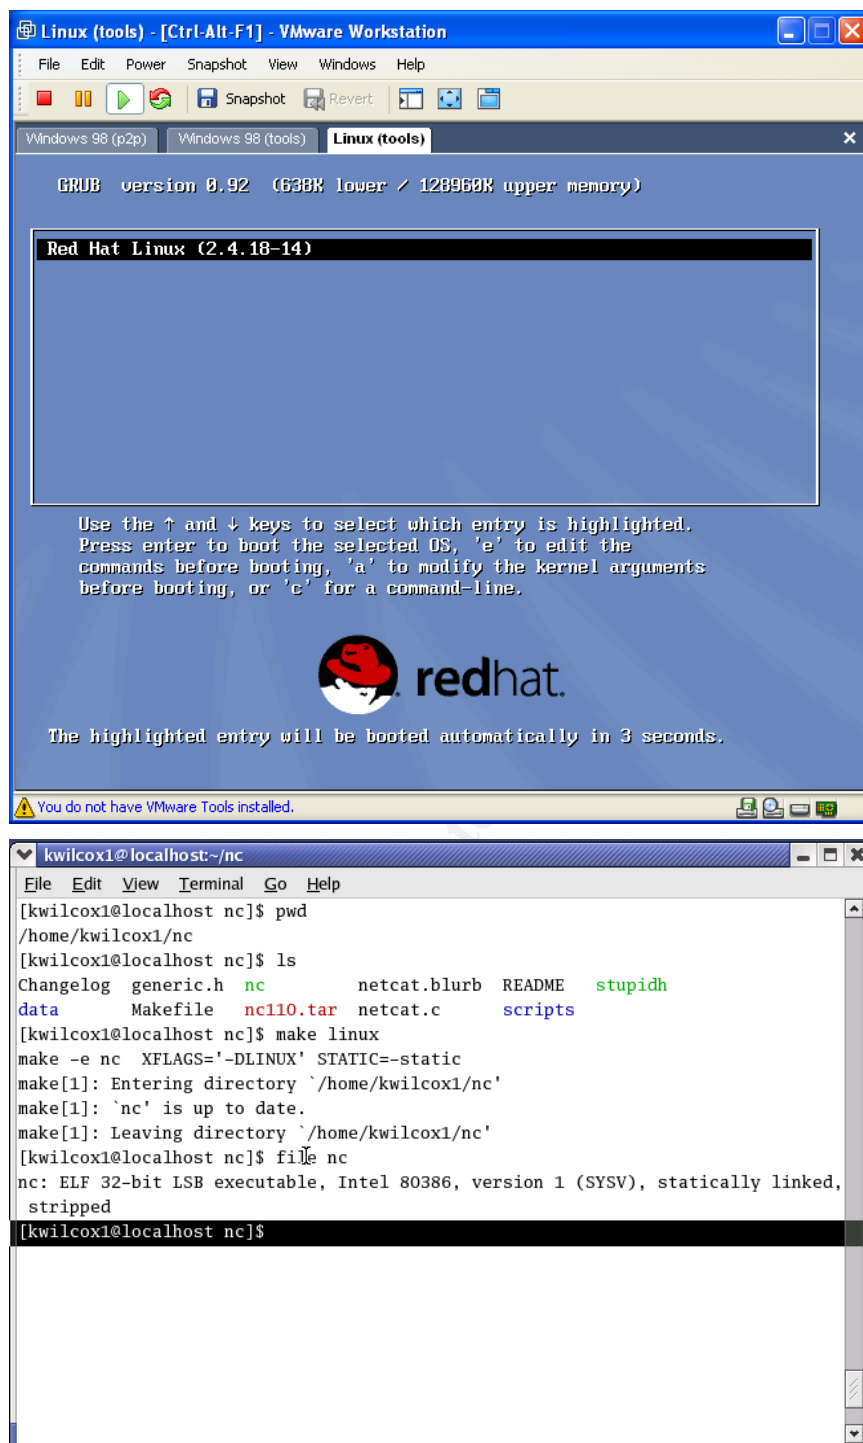 Linux (tools) - [Ctrl-Alt-F1] - VMware Workstation
File Edit Power Snapshot View Windows Help
Snapshot Revert
Windows 98 (p2p) Windows 98 (tools) Linux (tools)
GRUB version 0.92 (638K lower / 128960K upper memory)
Red Hat Linux (2.4.18-14)
Use the ↑ and ↓ keys to select which entry is highlighted.
Press enter to boot the selected OS, 'e' to edit the
commands before booting, 'a' to modify the kernel arguments
before booting, or 'c' for a command-line.
redhat.
The highlighted entry will be booted automatically in 3 seconds.
You do not have VMware Tools installed.
kwilcox1@localhost:~/nc
File Edit View Terminal Go Help
[kwilcox1@localhost nc]$ pwd
/home/kwilcox1/nc
[kwilcox1@localhost nc]$ ls
Changelog generic.h nc netcat.blurb README stupidh
data Makefile nc110.tar netcat.c scripts
[kwilcox1@localhost nc]$ make linux
make -e nc XFLAGS='-DLINUX' STATIC=-static
make[1]: Entering directory `/home/kwilcox1/nc'
make[1]: `nc' is up to date.
make[1]: Leaving directory `/home/kwilcox1/nc'
[kwilcox1@localhost nc]$ file nc
nc: ELF 32-bit LSB executable, Intel 80386, version 1 (SYSV), statically linked,
stripped
[kwilcox1@localhost nc]$